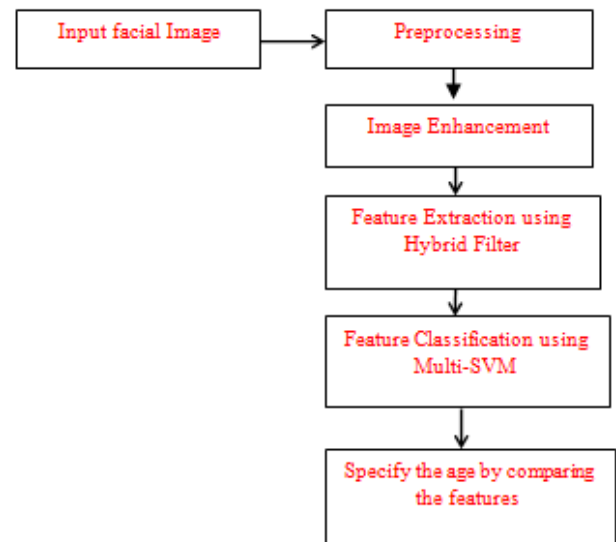 Input facial Image
Preprocessing
Image Enhancement
Feature Extraction using
Hybrid Filter
Feature Classification using
Multi-SVM
Specify the age by comparing
the features